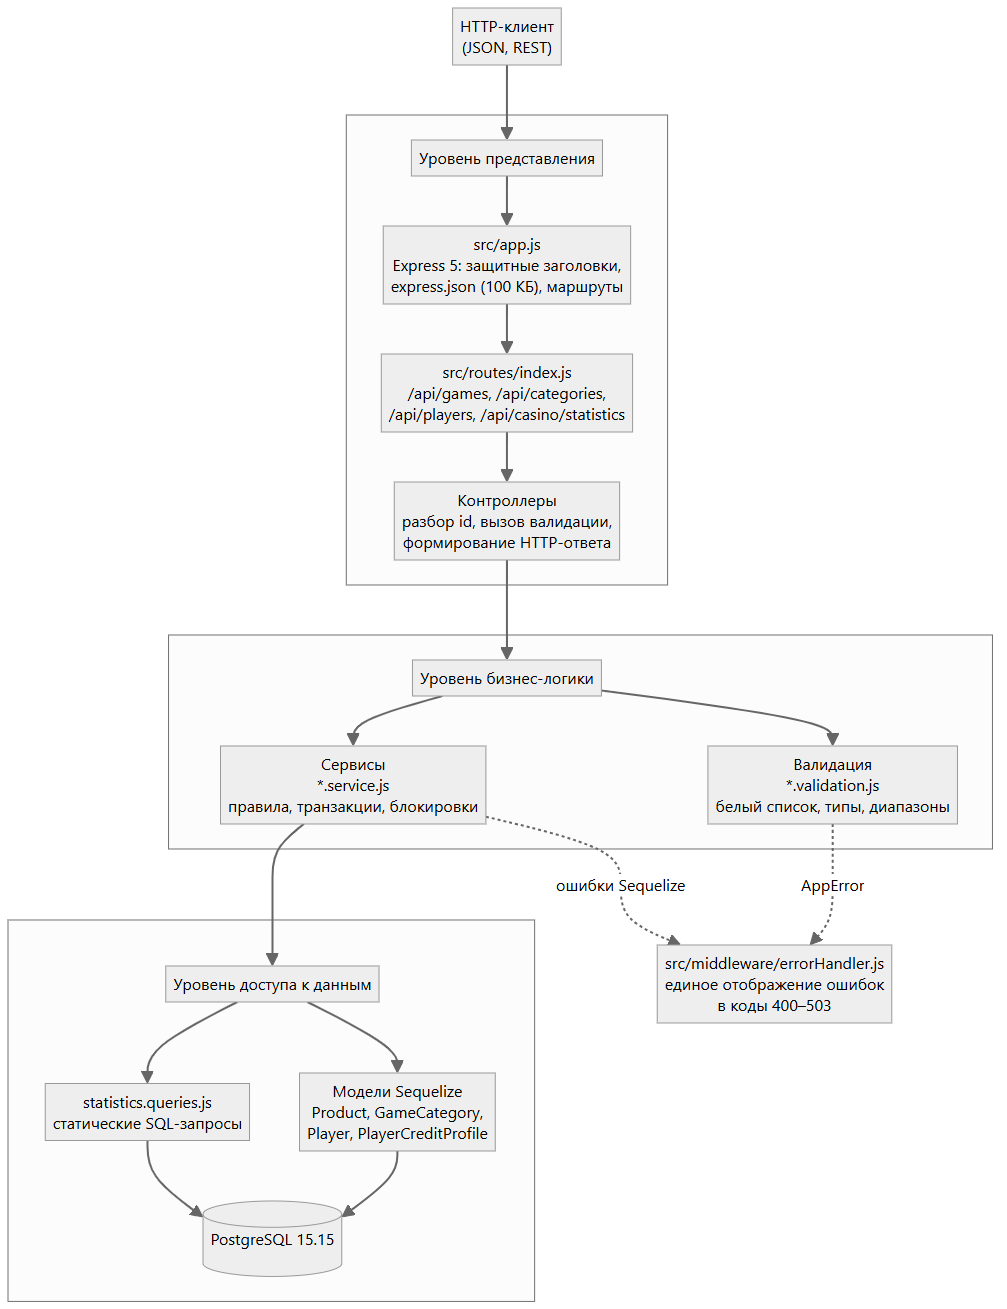 HTTP-клиент
(JSON, REST)
Уровень представления
src/app.js
Express 5: защитные заголовки,
express.json (100 КБ), маршруты
src/routes/index.js
/api/games, /api/categories,
/api/players, /api/casino/statistics
Контроллеры
разбор id, вызов валидации,
формирование HTTP-ответа
Уровень бизнес-логики
Сервисы
*.service.js
правила, транзакции, блокировки
Валидация
*.validation.js
белый список, типы, диапазоны
ошибки Sequelize
AppError
src/middleware/errorHandler.js
единое отображение ошибок
в коды 400–503
Уровень доступа к данным
statistics.queries.js
статические SQL-запросы
Модели Sequelize
Product, GameCategory,
Player, PlayerCreditProfile
PostgreSQL 15.15